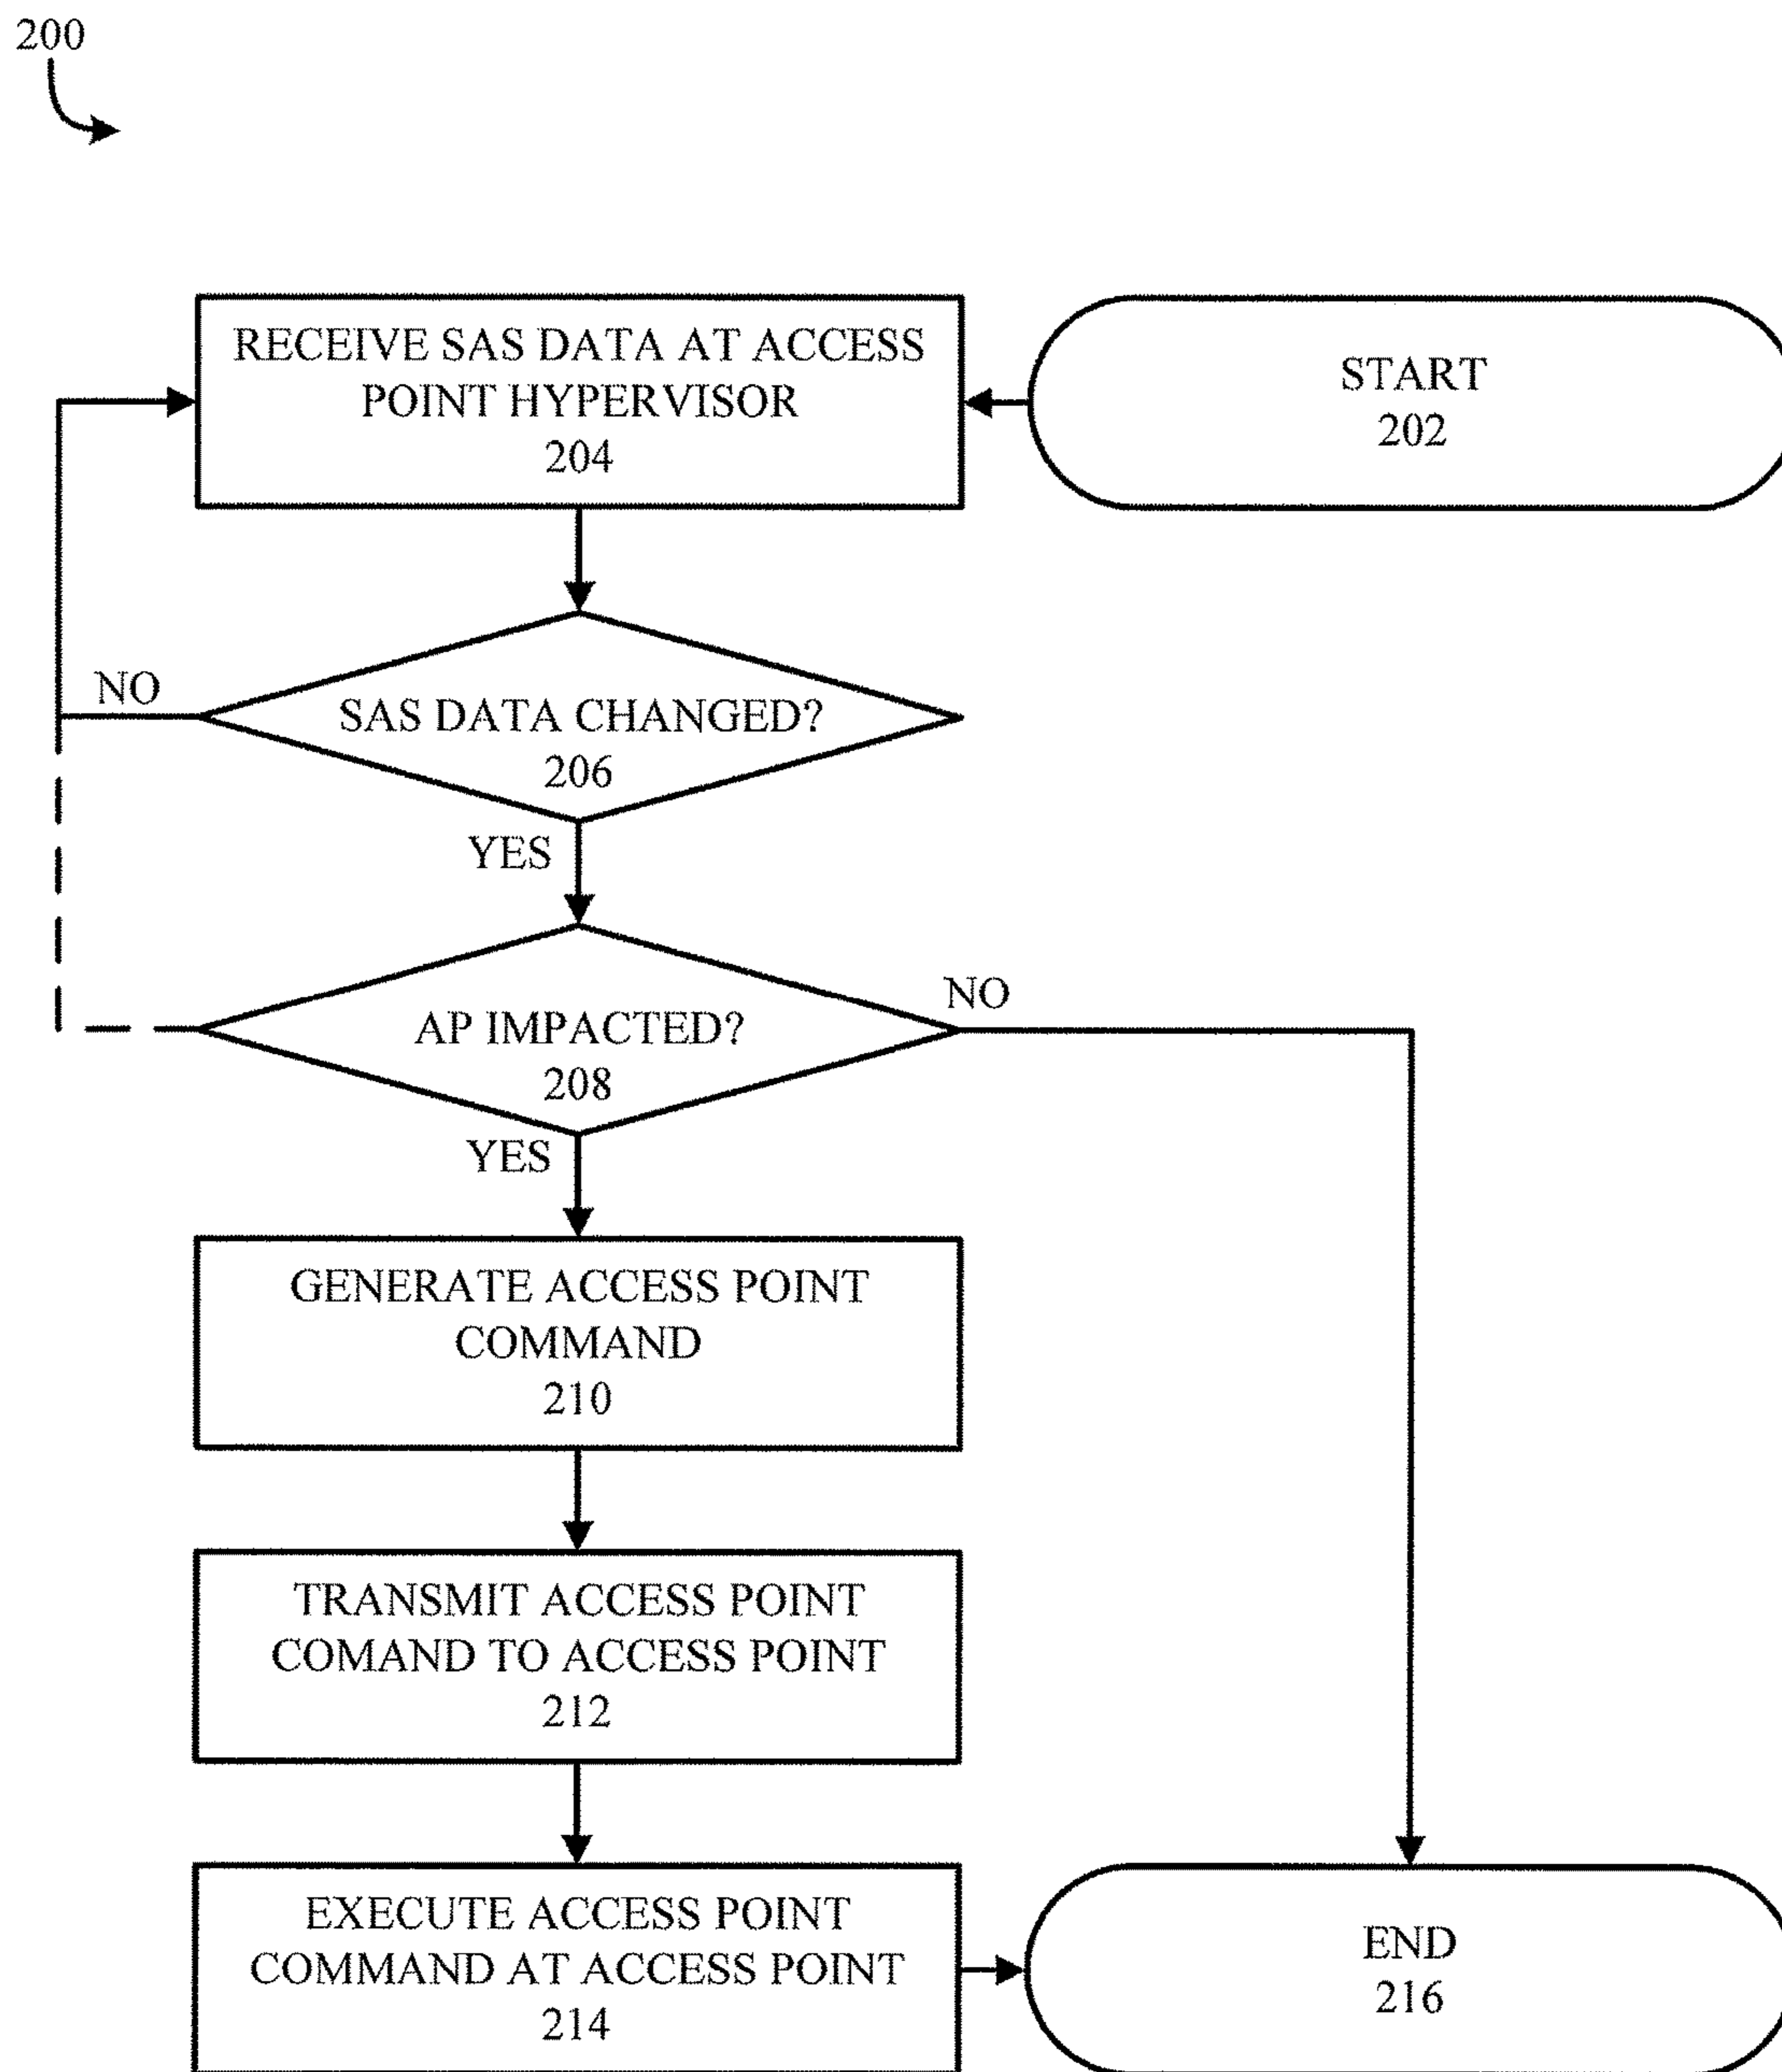 200
RECEIVE SAS DATA AT ACCESS
POINT HYPERVISOR
204
START
202
NO
SAS DATA CHANGED?
206
YES
NO
AP IMPACTED?
208
YES
GENERATE ACCESS POINT
COMMAND
210
TRANSMIT ACCESS POINT
COMAND TO ACCESS POINT
212
EXECUTE ACCESS POINT
COMMAND AT ACCESS POINT
214
END
216